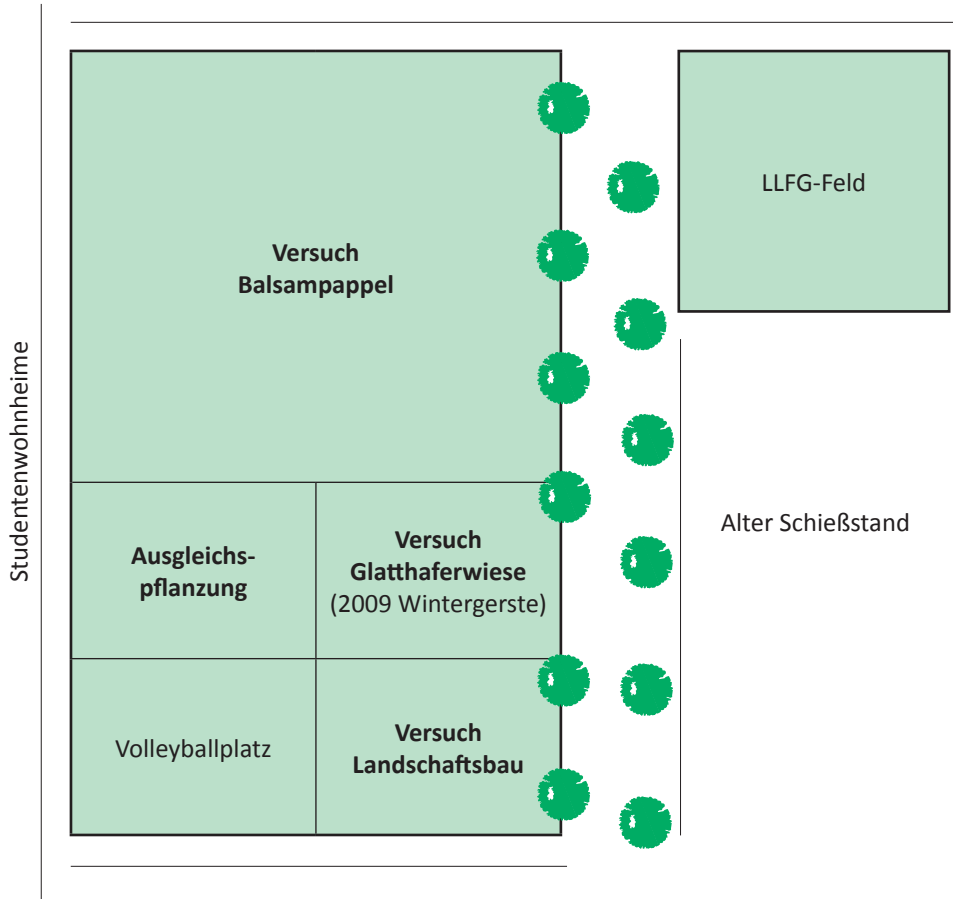 Studentenwohnheime
Versuch
Balsampappel
LLFG-Feld
Ausgleichs-
pflanzung
Versuch
Glatthaferwiese
(2009 Wintergerste)
Alter Schießstand
Volleyballplatz
Versuch
Landschaftsbau